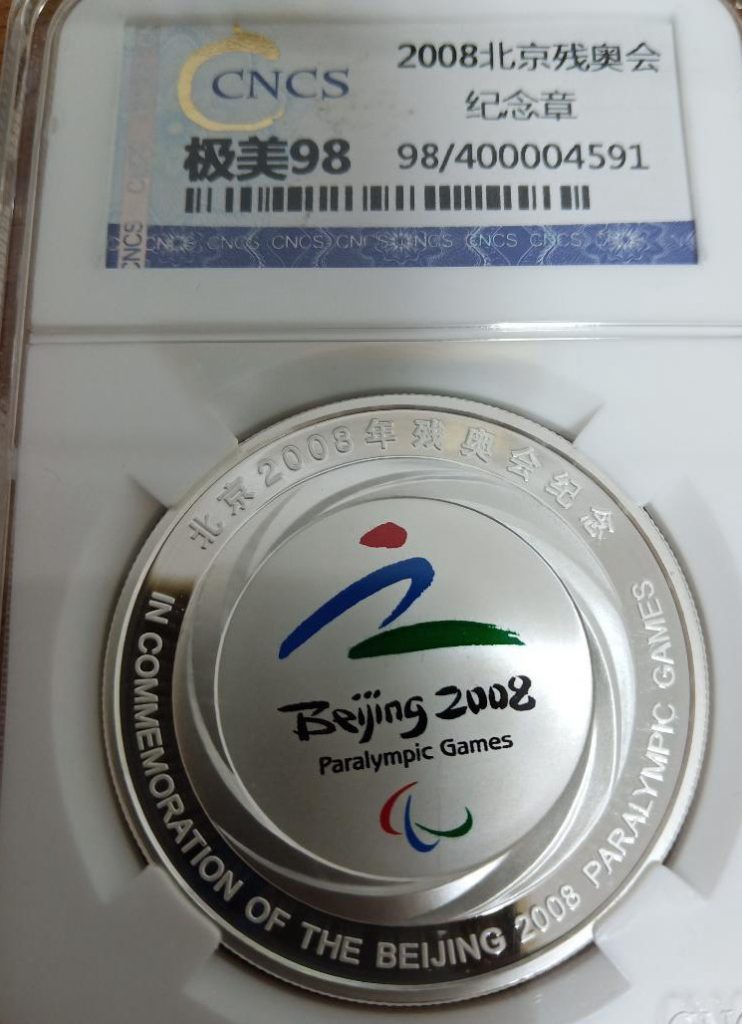 CNCS
2008北京残奥会
纪念章
极美98
98/400004591
CNCS CNCS CNCS CNCS CNCS CNCS CNCS
北京2008年残奥会纪念
Beijing 2008
Paralympic Games
IN COMMEMORATION OF THE BEIJING 2008 PARALYMPIC GAMES